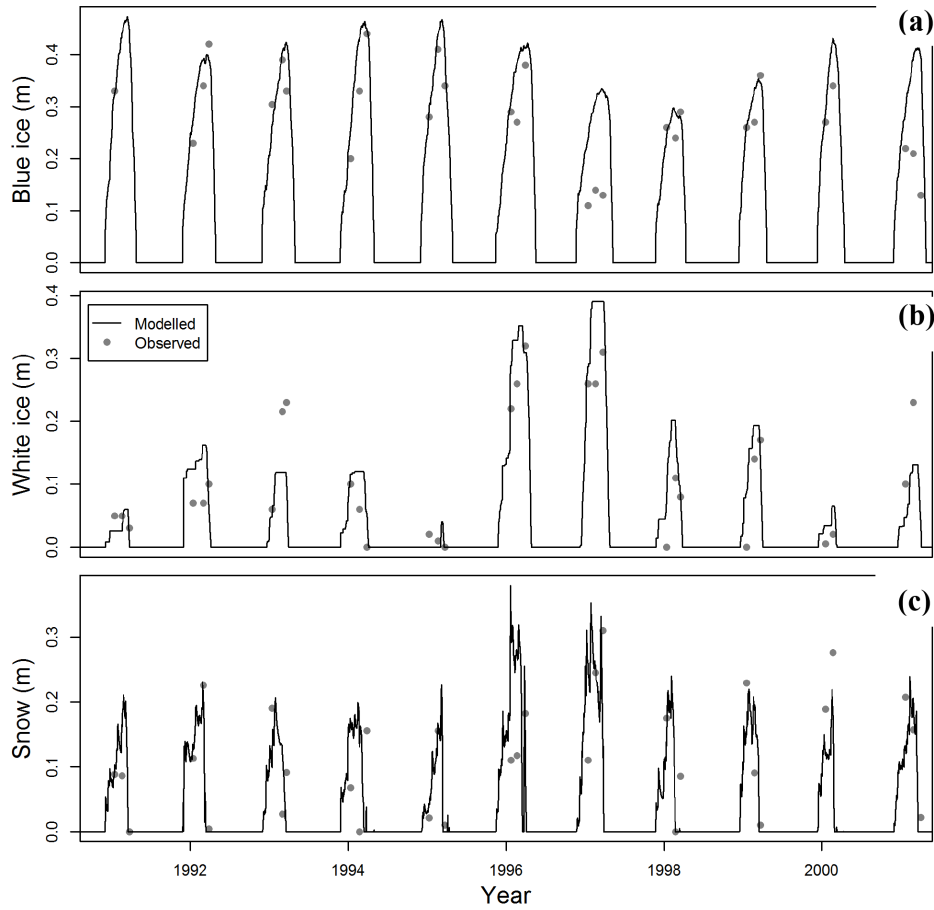 (a)
Blue ice (m)
0.0 0.1 0.2 0.3 0.4
(b)
White ice (m)
0.0 0.1 0.2 0.3 0.4
Modelled
Observed
(c)
Snow (m)
0.0 0.1 0.2 0.3
1992 1994 1996 1998 2000
Year